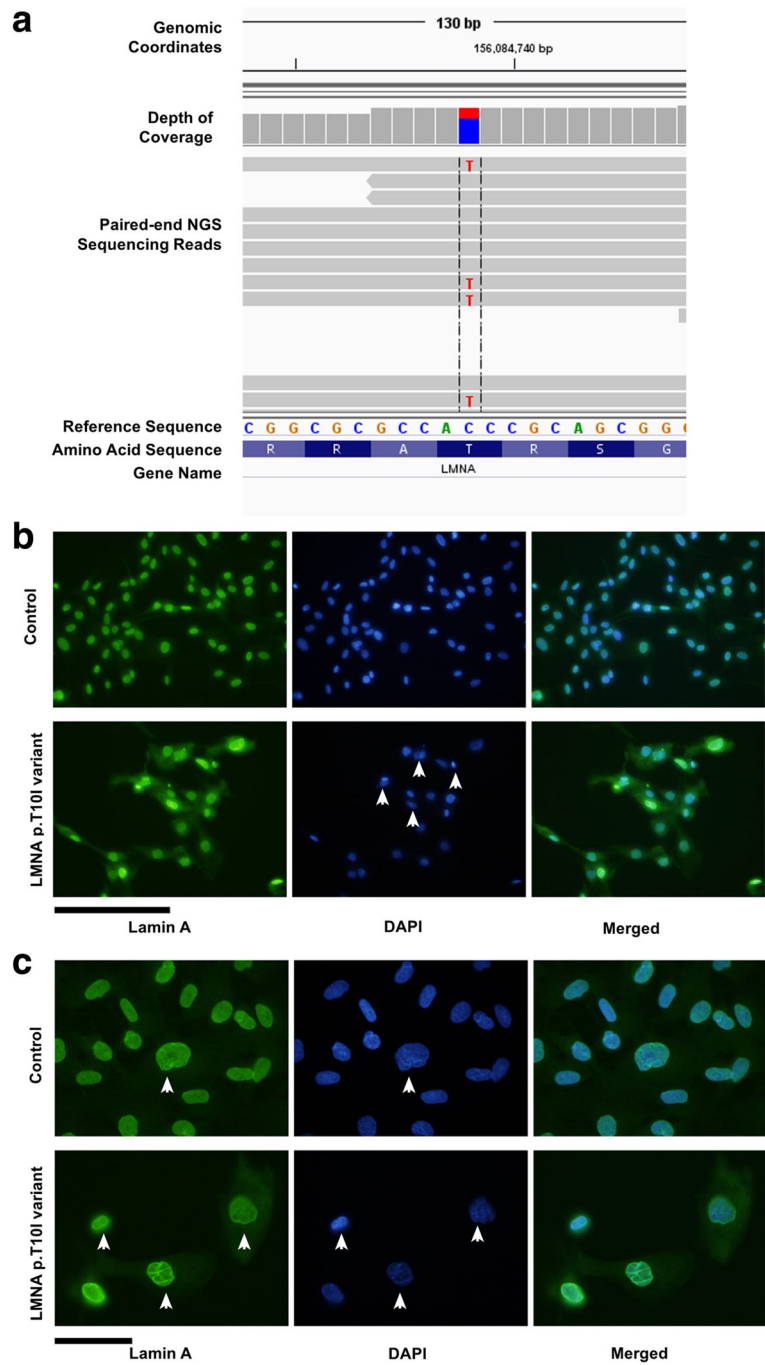 a
Genomic
Coordinates
130 bp
156,084,740 bp
Depth of
Coverage
T
Paired-end NGS
Sequencing Reads
T
T
T
Reference Sequence
C G G C G C G C C A C C C G C A G C G G
Amino Acid Sequence
R R A T R S G
Gene Name
LMNA
b
Control
LMNA p.T10I variant
Lamin A DAPI Merged
c
Control
LMNA p.T10I variant
Lamin A DAPI Merged